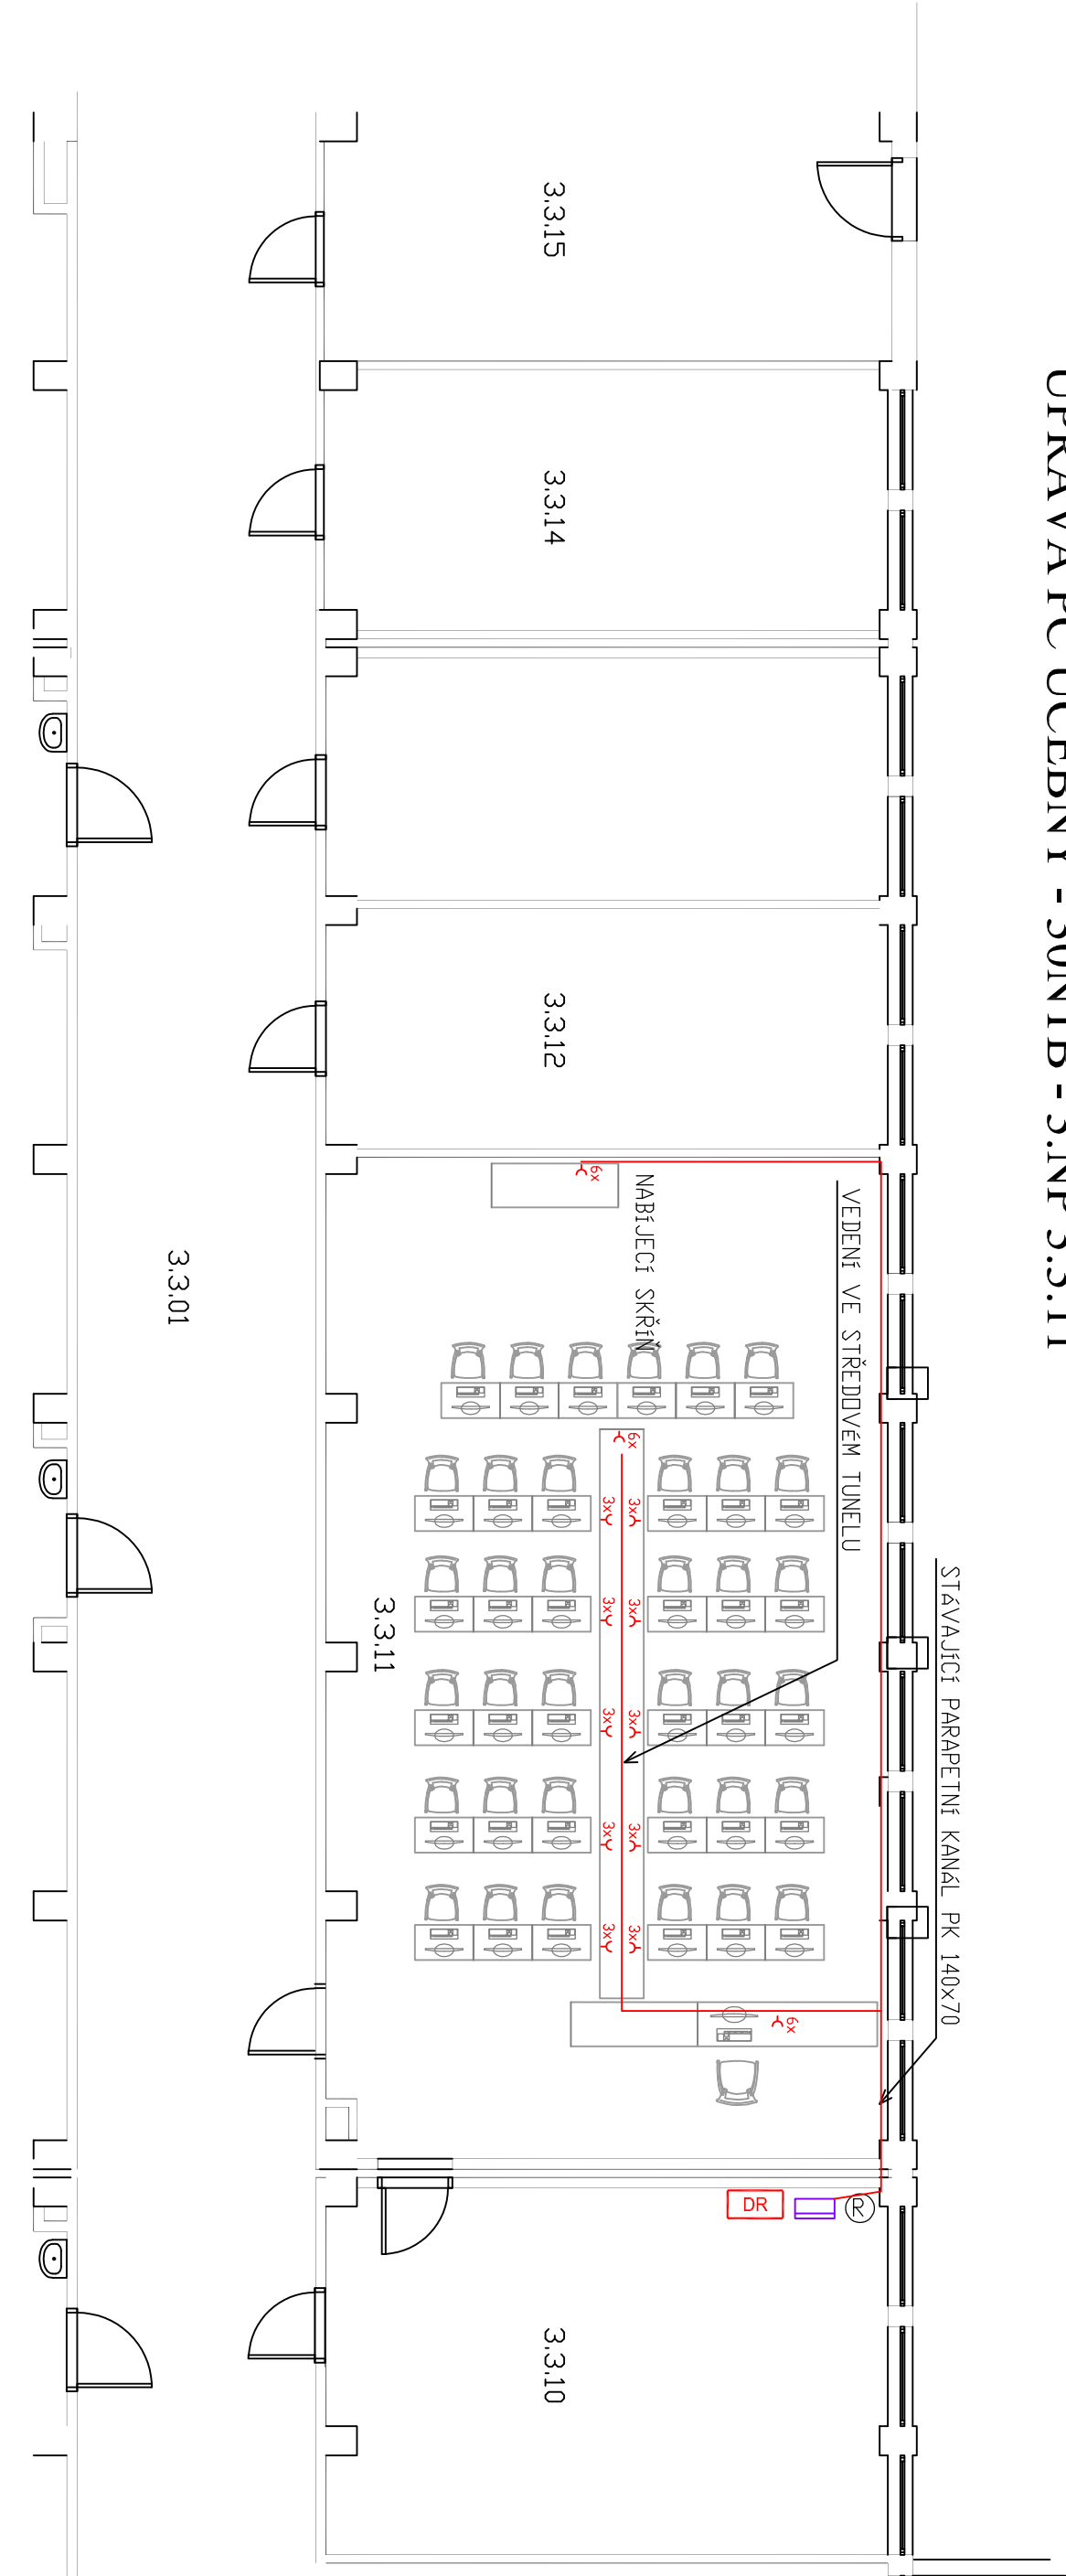 ÚPRAVA PC UČEBNY - 30NTB - 3.NP 3.3.11
STÁVAJÍCÍ PARAPETNÍ KANÁL PK 140x70
VEDENÍ VE STŘEDOVÉM TUNELU
NABÍJECÍ SKŘÍŇ
3.3.15
3.3.14
3.3.12
3.3.10
3.3.11
3.3.01
6x
6x
3x
3x
3x
3x
3x
3x
3x
3x
3x
3x
6x
DR
R